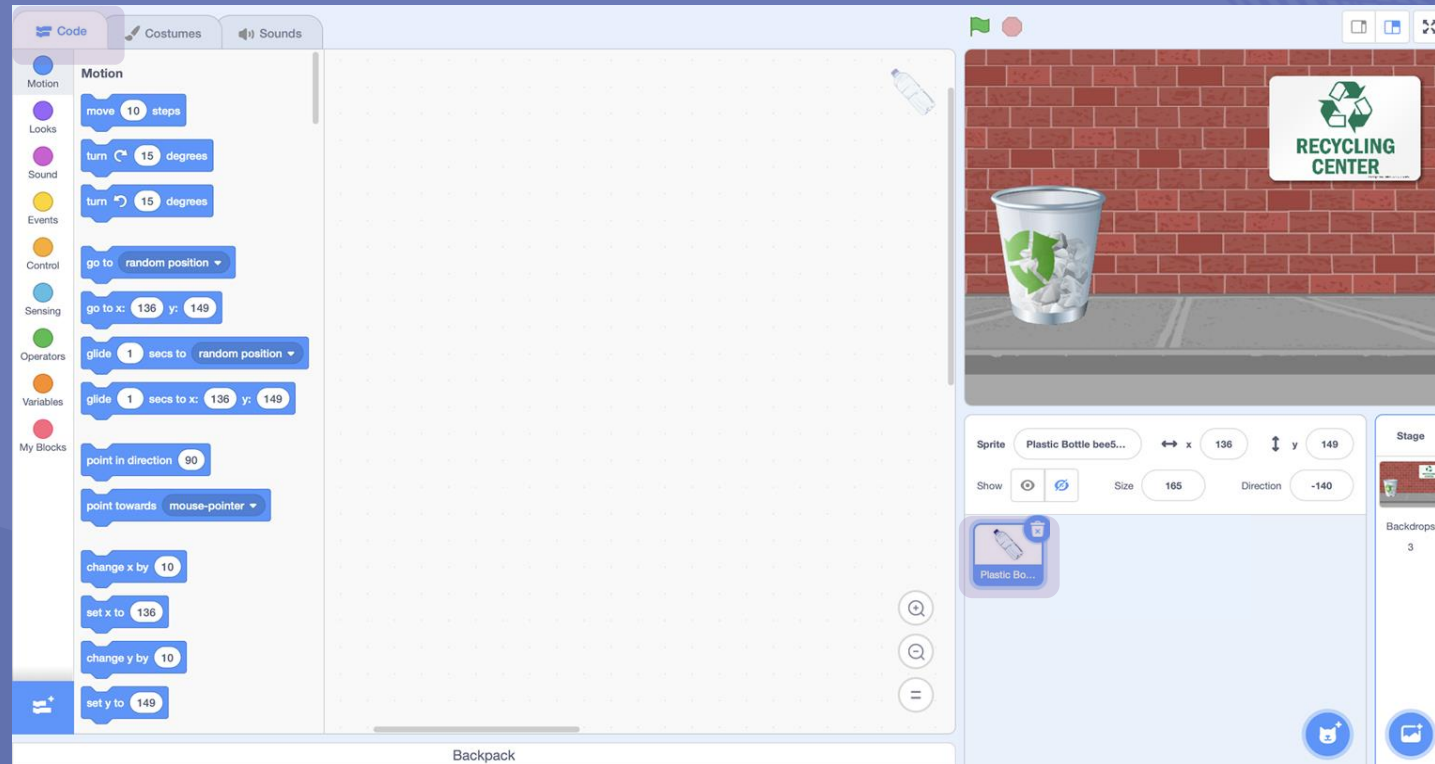 Code
Costumes
Sounds
Motion
Looks
Sound
Events
Control
Sensing
Operators
Variables
My Blocks
Motion
move 10 steps
turn 15 degrees
turn 15 degrees
go to random position
go to x: 136 y: 149
glide 1 secs to random position
glide 1 secs to x: 136 y: 149
point in direction 90
point towards mouse-pointer
change x by 10
set x to 136
change y by 10
set y to 149
Backpack
RECYCLING
CENTER
Sprite Plastic Bottle bee5... x 136 y 149
Show Size 165 Direction -140
Plastic Bo...
Stage
Backdrops
3